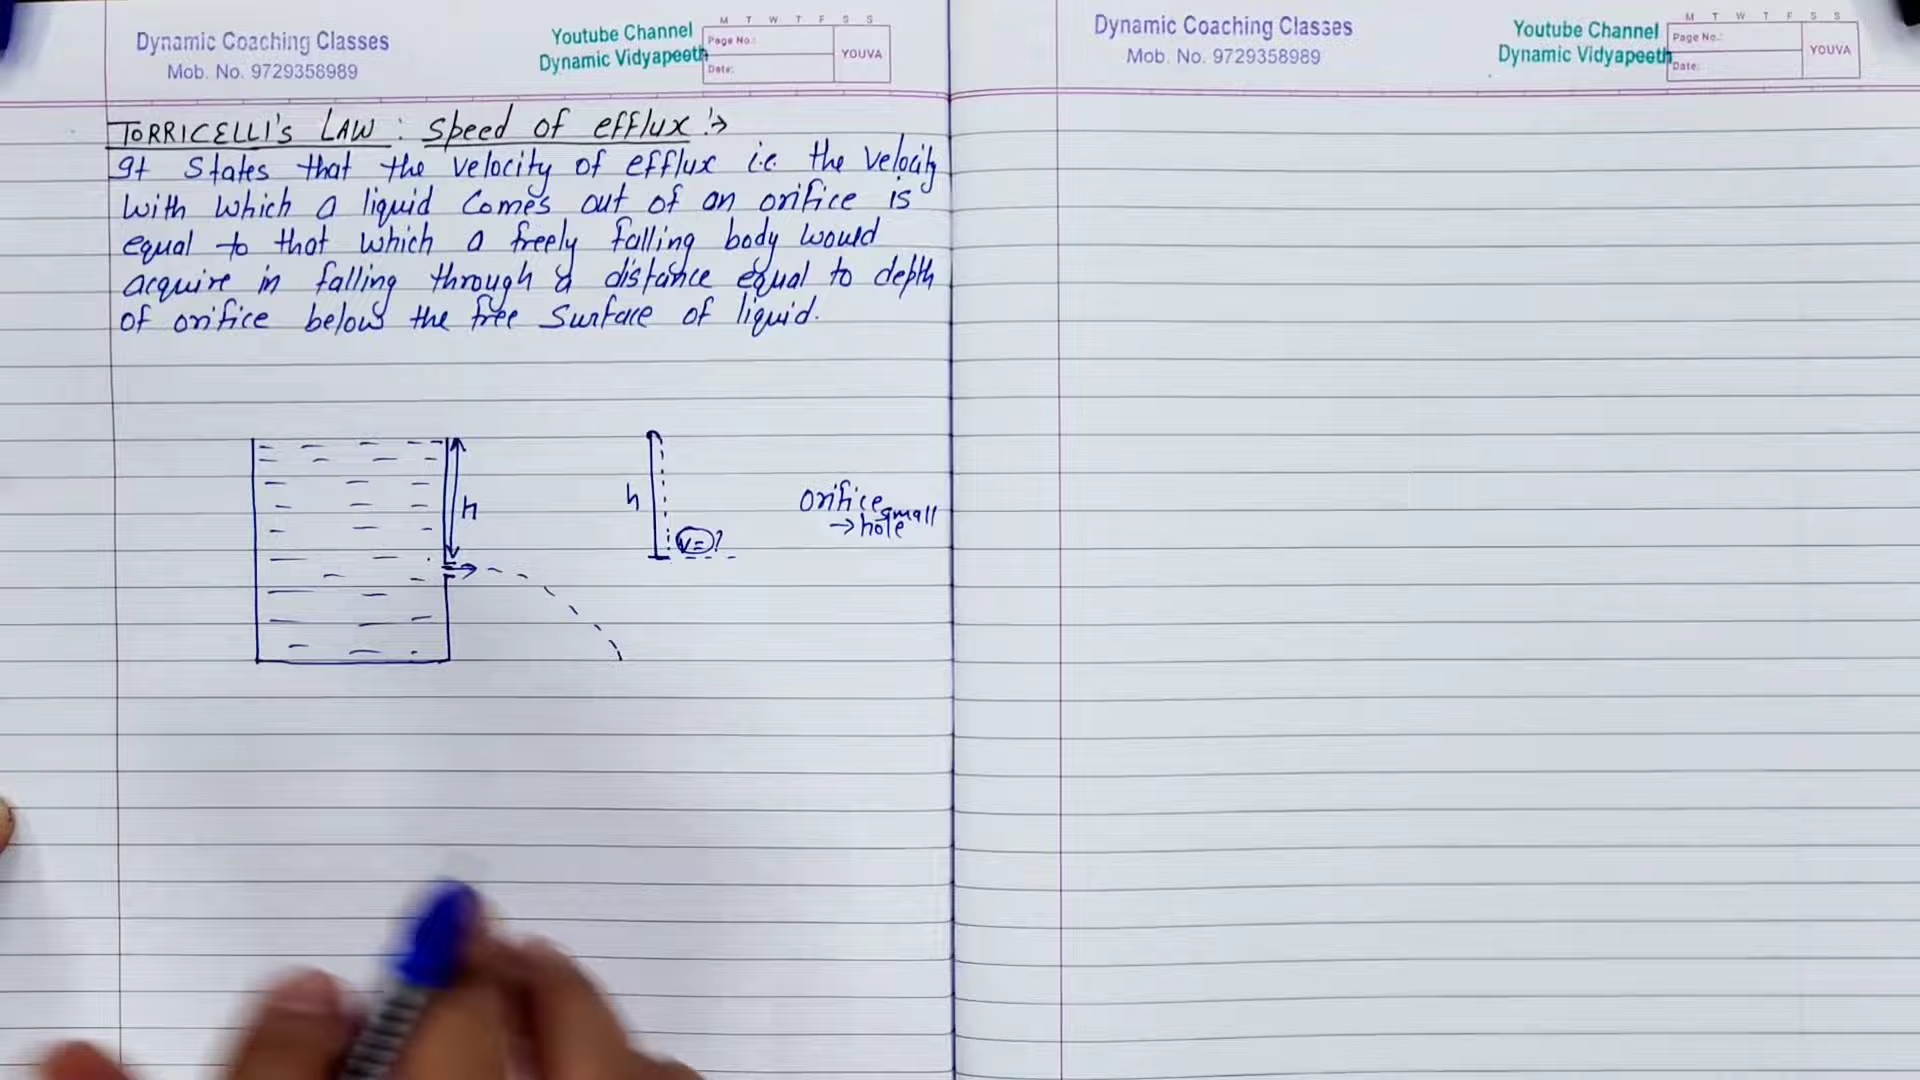 Dynamic Coaching Classes
Mob. No. 9729358989
Youtube Channel
Dynamic Vidyapeeth
M T W T F S S
Page No.:
Date:
YOUVA
TORRICELLI'S LAW : Speed of efflux :→
It States that the velocity of efflux i.e. the velocity
with which a liquid comes out of an orifice is
equal to that which a freely falling body would
acquire in falling through a distance equal to depth
of orifice below the free surface of liquid.
h
h
v=?
orifice
→ small hole
Dynamic Coaching Classes
Mob. No. 9729358989
Youtube Channel
Dynamic Vidyapeeth
M T W T F S S
Page No.:
Date:
YOUVA